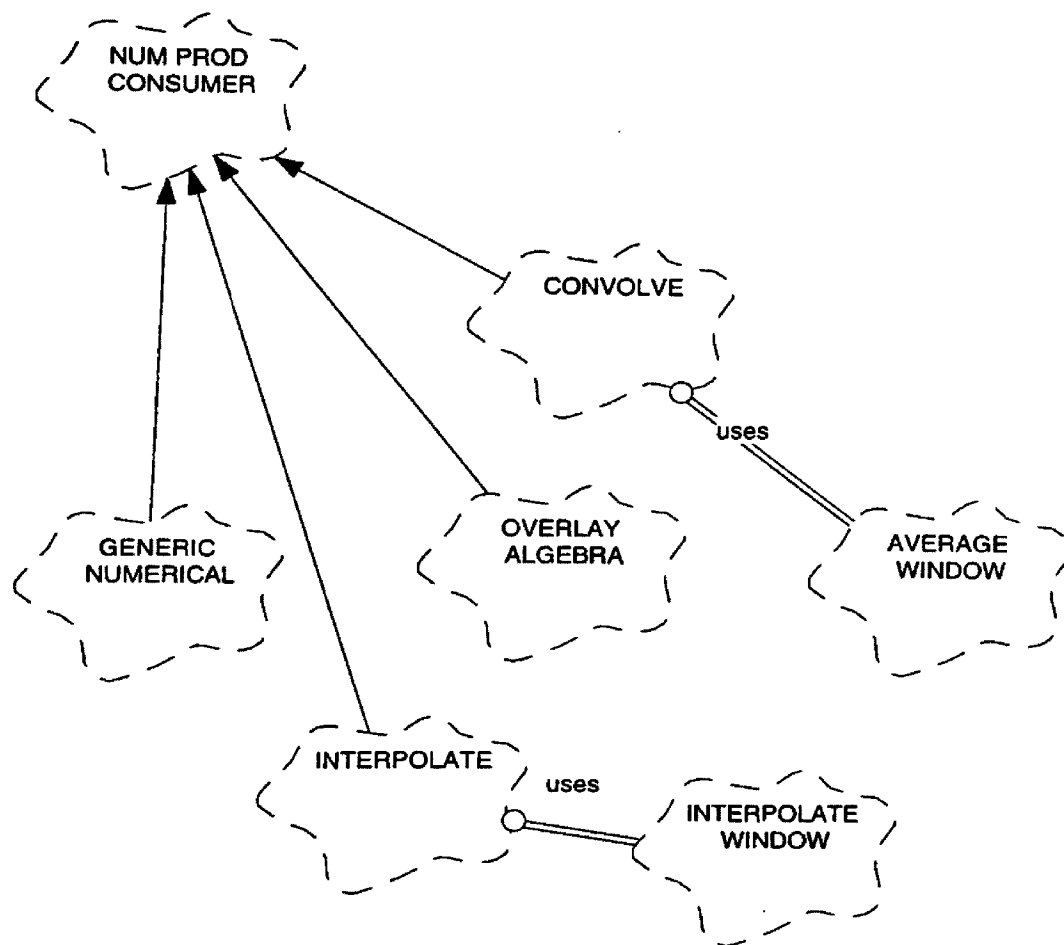 NUM PROD
CONSUMER
CONVOLVE
uses
GENERIC
NUMERICAL
OVERLAY
ALGEBRA
AVERAGE
WINDOW
INTERPOLATE
uses
INTERPOLATE
WINDOW